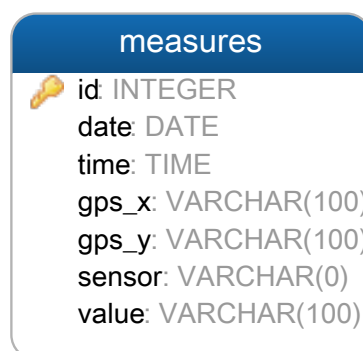 measures
id: INTEGER
date: DATE
time: TIME
gps_x: VARCHAR(100)
gps_y: VARCHAR(100)
sensor: VARCHAR(0)
value: VARCHAR(100)